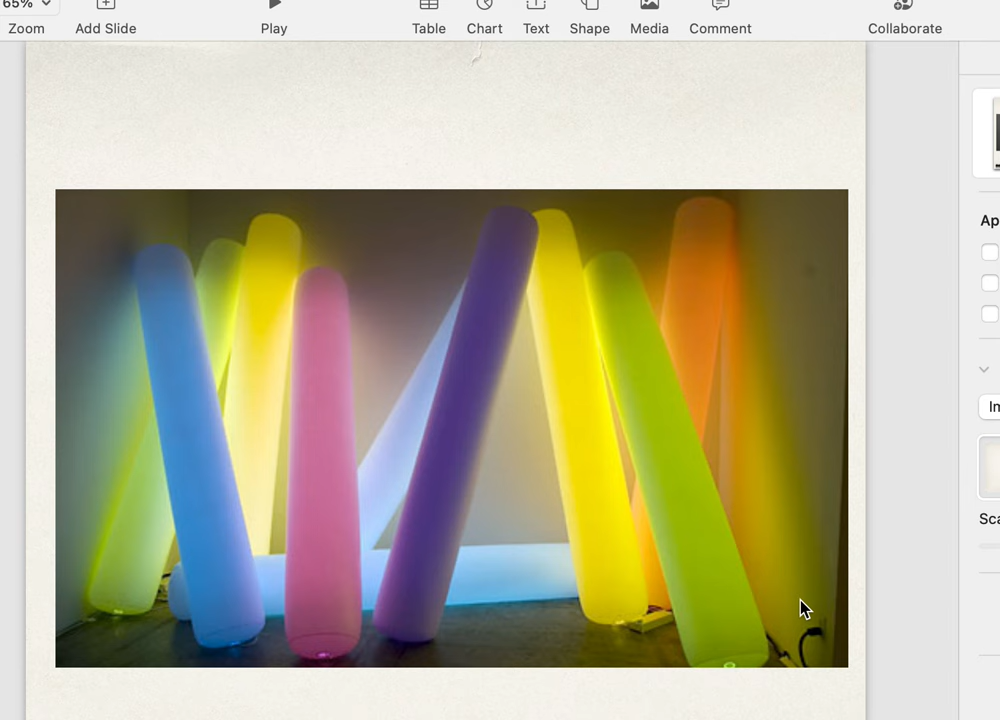 65%
Zoom Add Slide Play Table Chart Text Shape Media Comment Collaborate
Ap
In
Sca